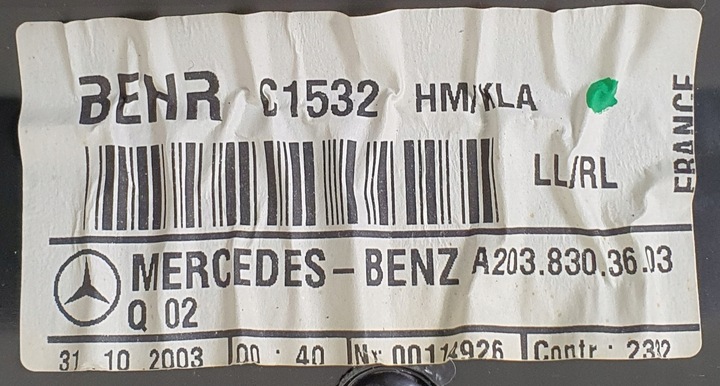 BEHR C1532 HM/KLA
FRANCE
LL/RL
MERCEDES-BENZ A203.830.36.03
Q 02
31 10 2003 00:40 Nr 00114926 Contr: